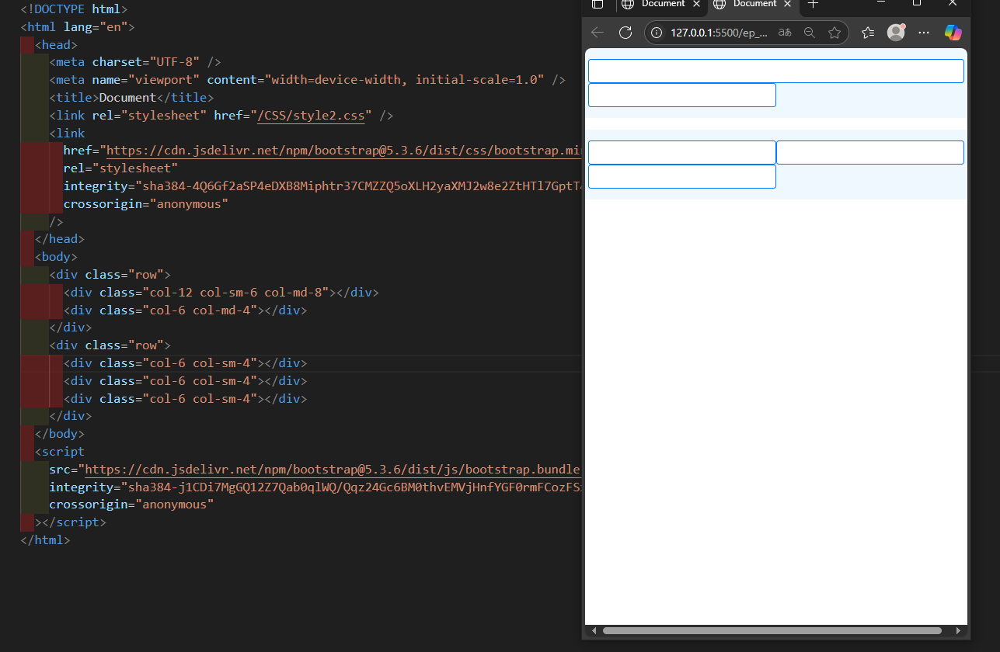 <!DOCTYPE html>
<html lang="en">
<head>
<meta charset="UTF-8" />
<meta name="viewport" content="width=device-width, initial-scale=1.0" />
<title>Document</title>
<link rel="stylesheet" href="/CSS/style2.css" />
<link
href="https://cdn.jsdelivr.net/npm/bootstrap@5.3.6/dist/css/bootstrap.mi
rel="stylesheet"
integrity="sha384-4Q6Gf2aSP4eDXB8Miphtr37CMZZQ5oXLH2yaXMJ2w8e2ZtHTl7GptT
crossorigin="anonymous"
/>
</head>
<body>
<div class="row">
<div class="col-12 col-sm-6 col-md-8"></div>
<div class="col-6 col-md-4"></div>
</div>
<div class="row">
<div class="col-6 col-sm-4"></div>
<div class="col-6 col-sm-4"></div>
<div class="col-6 col-sm-4"></div>
</div>
</body>
<script
src="https://cdn.jsdelivr.net/npm/bootstrap@5.3.6/dist/js/bootstrap.bundle
integrity="sha384-j1CDi7MgGQ12Z7Qab0qlWQ/Qqz24Gc6BM0thvEMVjHnfYGF0rmFCozFS
crossorigin="anonymous"
></script>
</html>
Document
Document
127.0.0.1:5500/ep_...
aあ